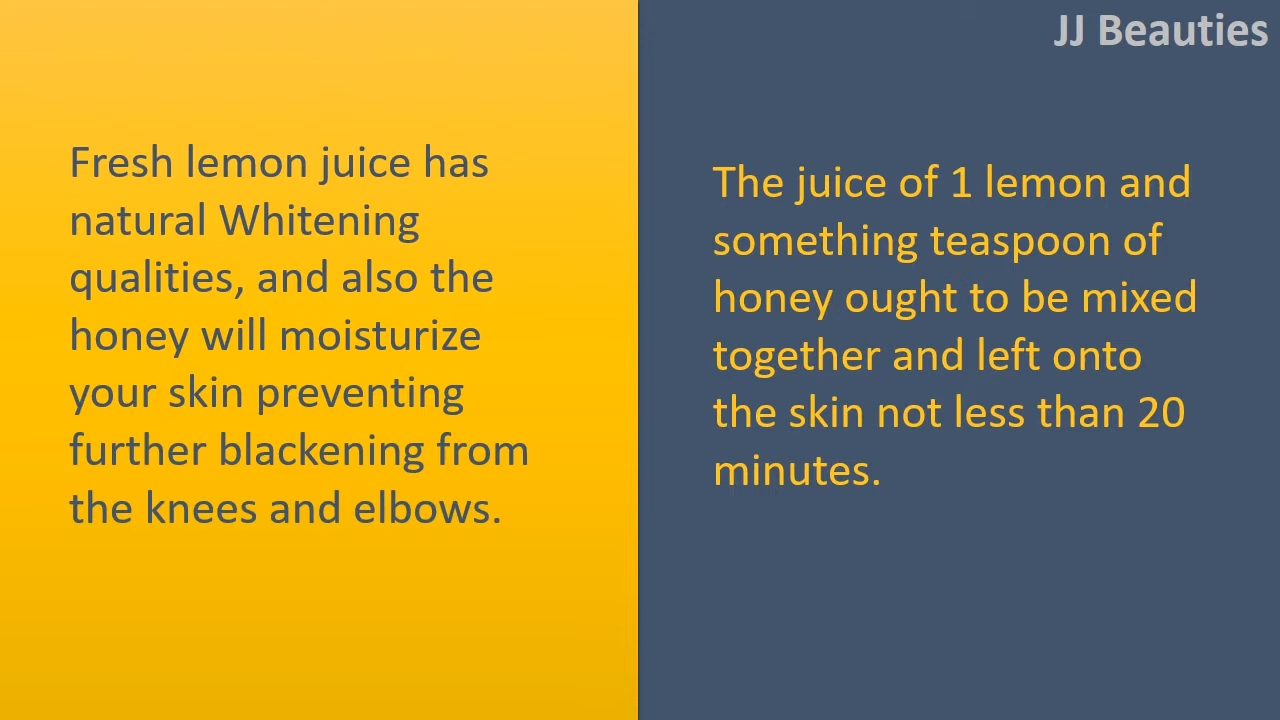 JJ Beauties
Fresh lemon juice has
natural Whitening
qualities, and also the
honey will moisturize
your skin preventing
further blackening from
the knees and elbows.
The juice of 1 lemon and
something teaspoon of
honey ought to be mixed
together and left onto
the skin not less than 20
minutes.